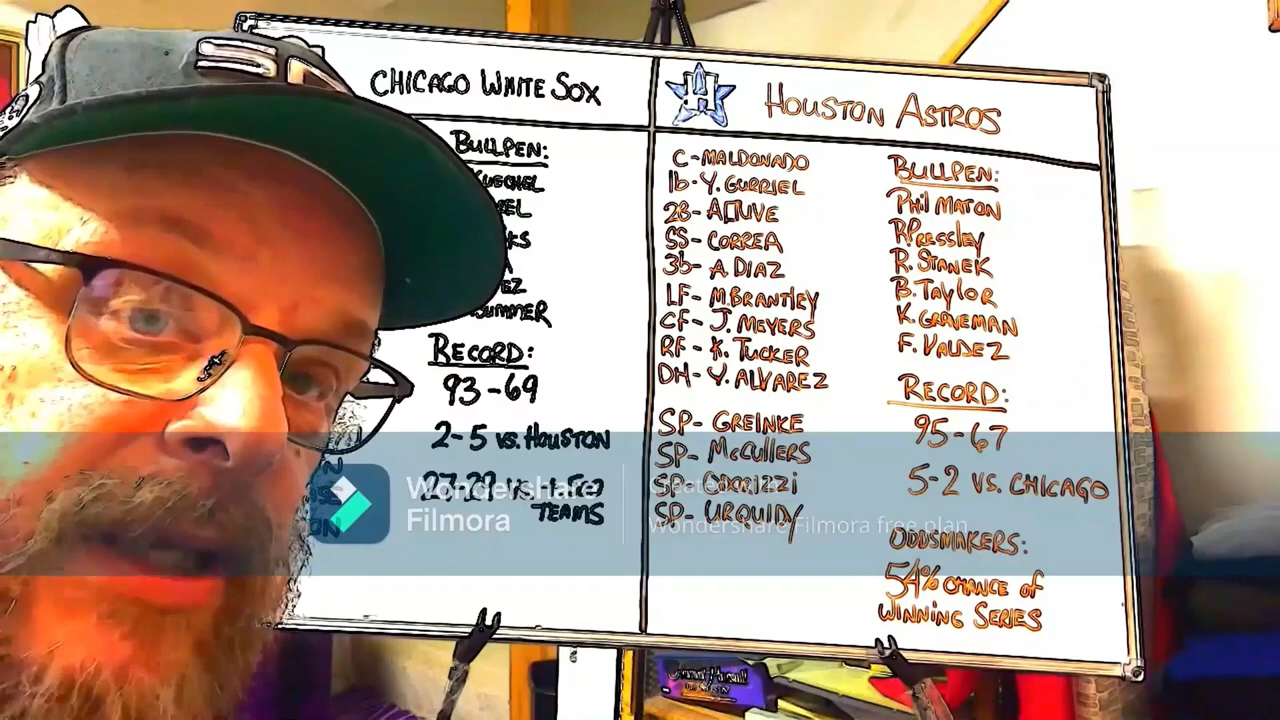 CHICAGO WHITE SOX
BULLPEN:
RECORD:
93-69
2-5 VS. HOUSTON
TEAMS
H
HOUSTON ASTROS
C-MALDONADO
1b-Y. GURRIEL
2B-ALTUVE
SS-CORREA
3b-A. DIAZ
LF-M. BRANTLEY
CF-J. MEYERS
RF-K. TUCKER
DH-Y. ALVAREZ
SP-GREINKE
SP-McCULLERS
SP-ODORIZZI
SP-URQUIDY
BULLPEN:
Phil MATON
R. PRESSLEY
R. STANEK
B. TAYLOR
K. GRAVEMAN
F. VALDEZ
RECORD:
95-67
5-2 VS. CHICAGO
ODDSMAKERS:
54% CHANCE of
WINNING SERIES
Wondershare
Filmora
Wondershare Filmora free plan